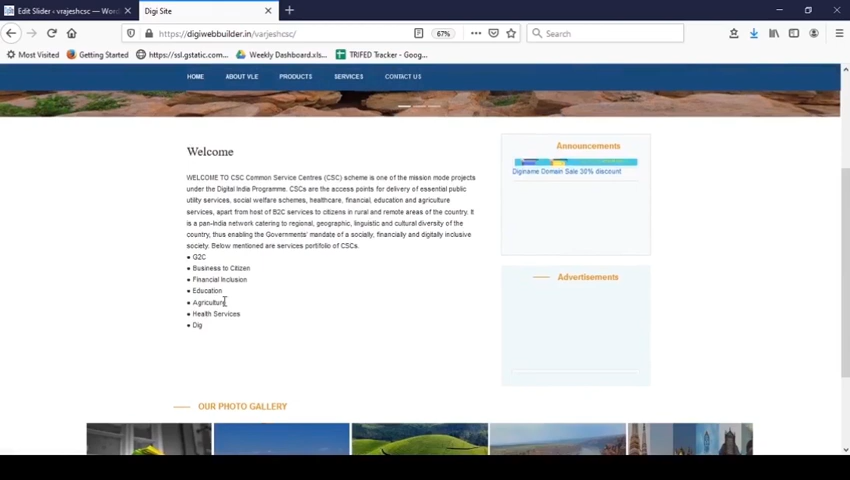 Edit Slider - vrajeshcsc — Word
Digi Site
https://digiwebbuilder.in/varjeshcsc/
67%
Search
Most Visited
Getting Started
https://ssl.gstatic.com...
Weekly Dashboard.xls...
TRIFED Tracker - Goog...
HOME
ABOUT VLE
PRODUCTS
SERVICES
CONTACT US
Welcome
WELCOME TO CSC Common Service Centres (CSC) scheme is one of the mission mode projects
under the Digital India Programme. CSCs are the access points for delivery of essential public
utility services, social welfare schemes, healthcare, financial, education and agriculture
services, apart from host of B2C services to citizens in rural and remote areas of the country. It
is a pan-India network catering to regional, geographic, linguistic and cultural diversity of the
country, thus enabling the Governments' mandate of a socially, financially and digitally inclusive
society. Below mentioned are services portifolio of CSCs.
● G2C
● Business to Citizen
● Financial Inclusion
● Education
● Agriculture
● Health Services
● Dig
Announcements
Diginame Domain Sale 30% discount
Advertisements
OUR PHOTO GALLERY